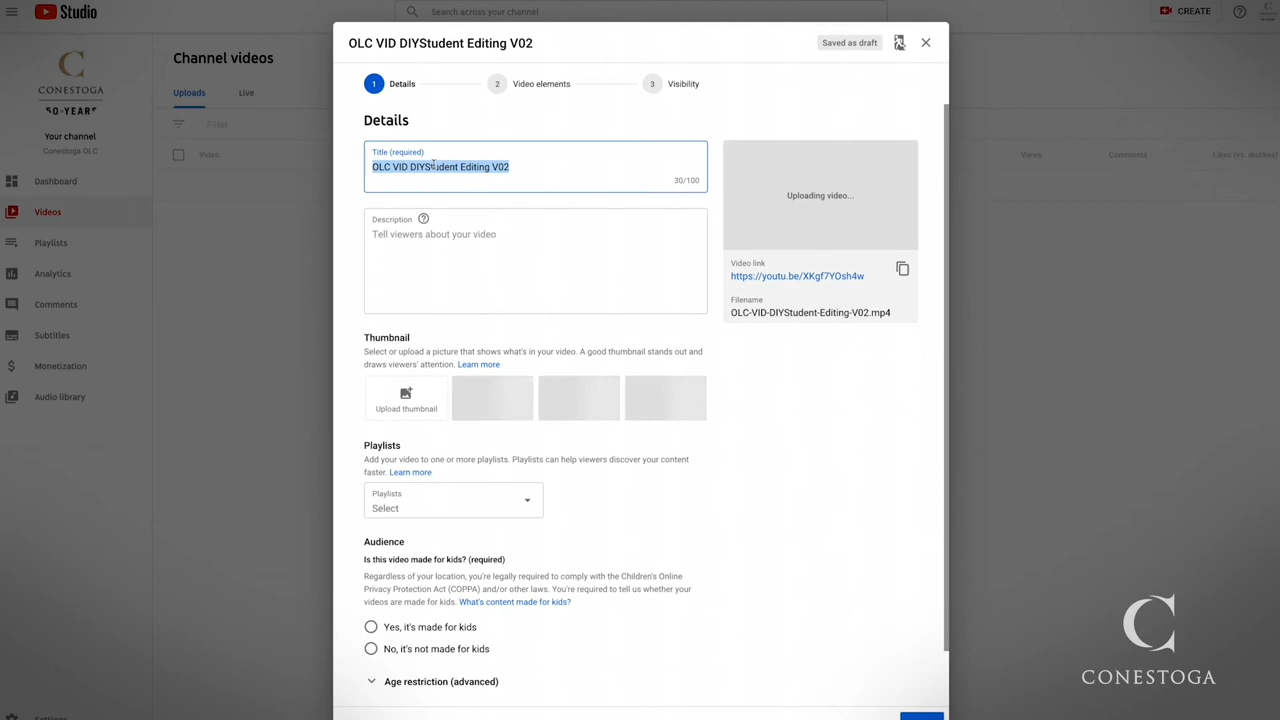 Studio
Search across your channel
CREATE
OLC VID DIYStudent Editing V02
Saved as draft
CONESTOGA
50-YEARS
Your channel
Conestoga OLC
Dashboard
Videos
Playlists
Analytics
Comments
Subtitles
Monetization
Audio library
Channel videos
Uploads
Live
Filter
Video
Views
Comments
Likes (vs. dislikes)
1
Details
2
Video elements
3
Visibility
Details
Title (required)
OLC VID DIYStudent Editing V02
30/100
Description
Tell viewers about your video
Uploading video...
Video link
https://youtu.be/XKgf7YOsh4w
Filename
OLC-VID-DIYStudent-Editing-V02.mp4
Thumbnail
Select or upload a picture that shows what's in your video. A good thumbnail stands out and
draws viewers' attention. Learn more
Upload thumbnail
Playlists
Add your video to one or more playlists. Playlists can help viewers discover your content
faster. Learn more
Playlists
Select
Audience
Is this video made for kids? (required)
Regardless of your location, you're legally required to comply with the Children's Online
Privacy Protection Act (COPPA) and/or other laws. You're required to tell us whether your
videos are made for kids. What's content made for kids?
Yes, it's made for kids
No, it's not made for kids
Age restriction (advanced)
CONESTOGA